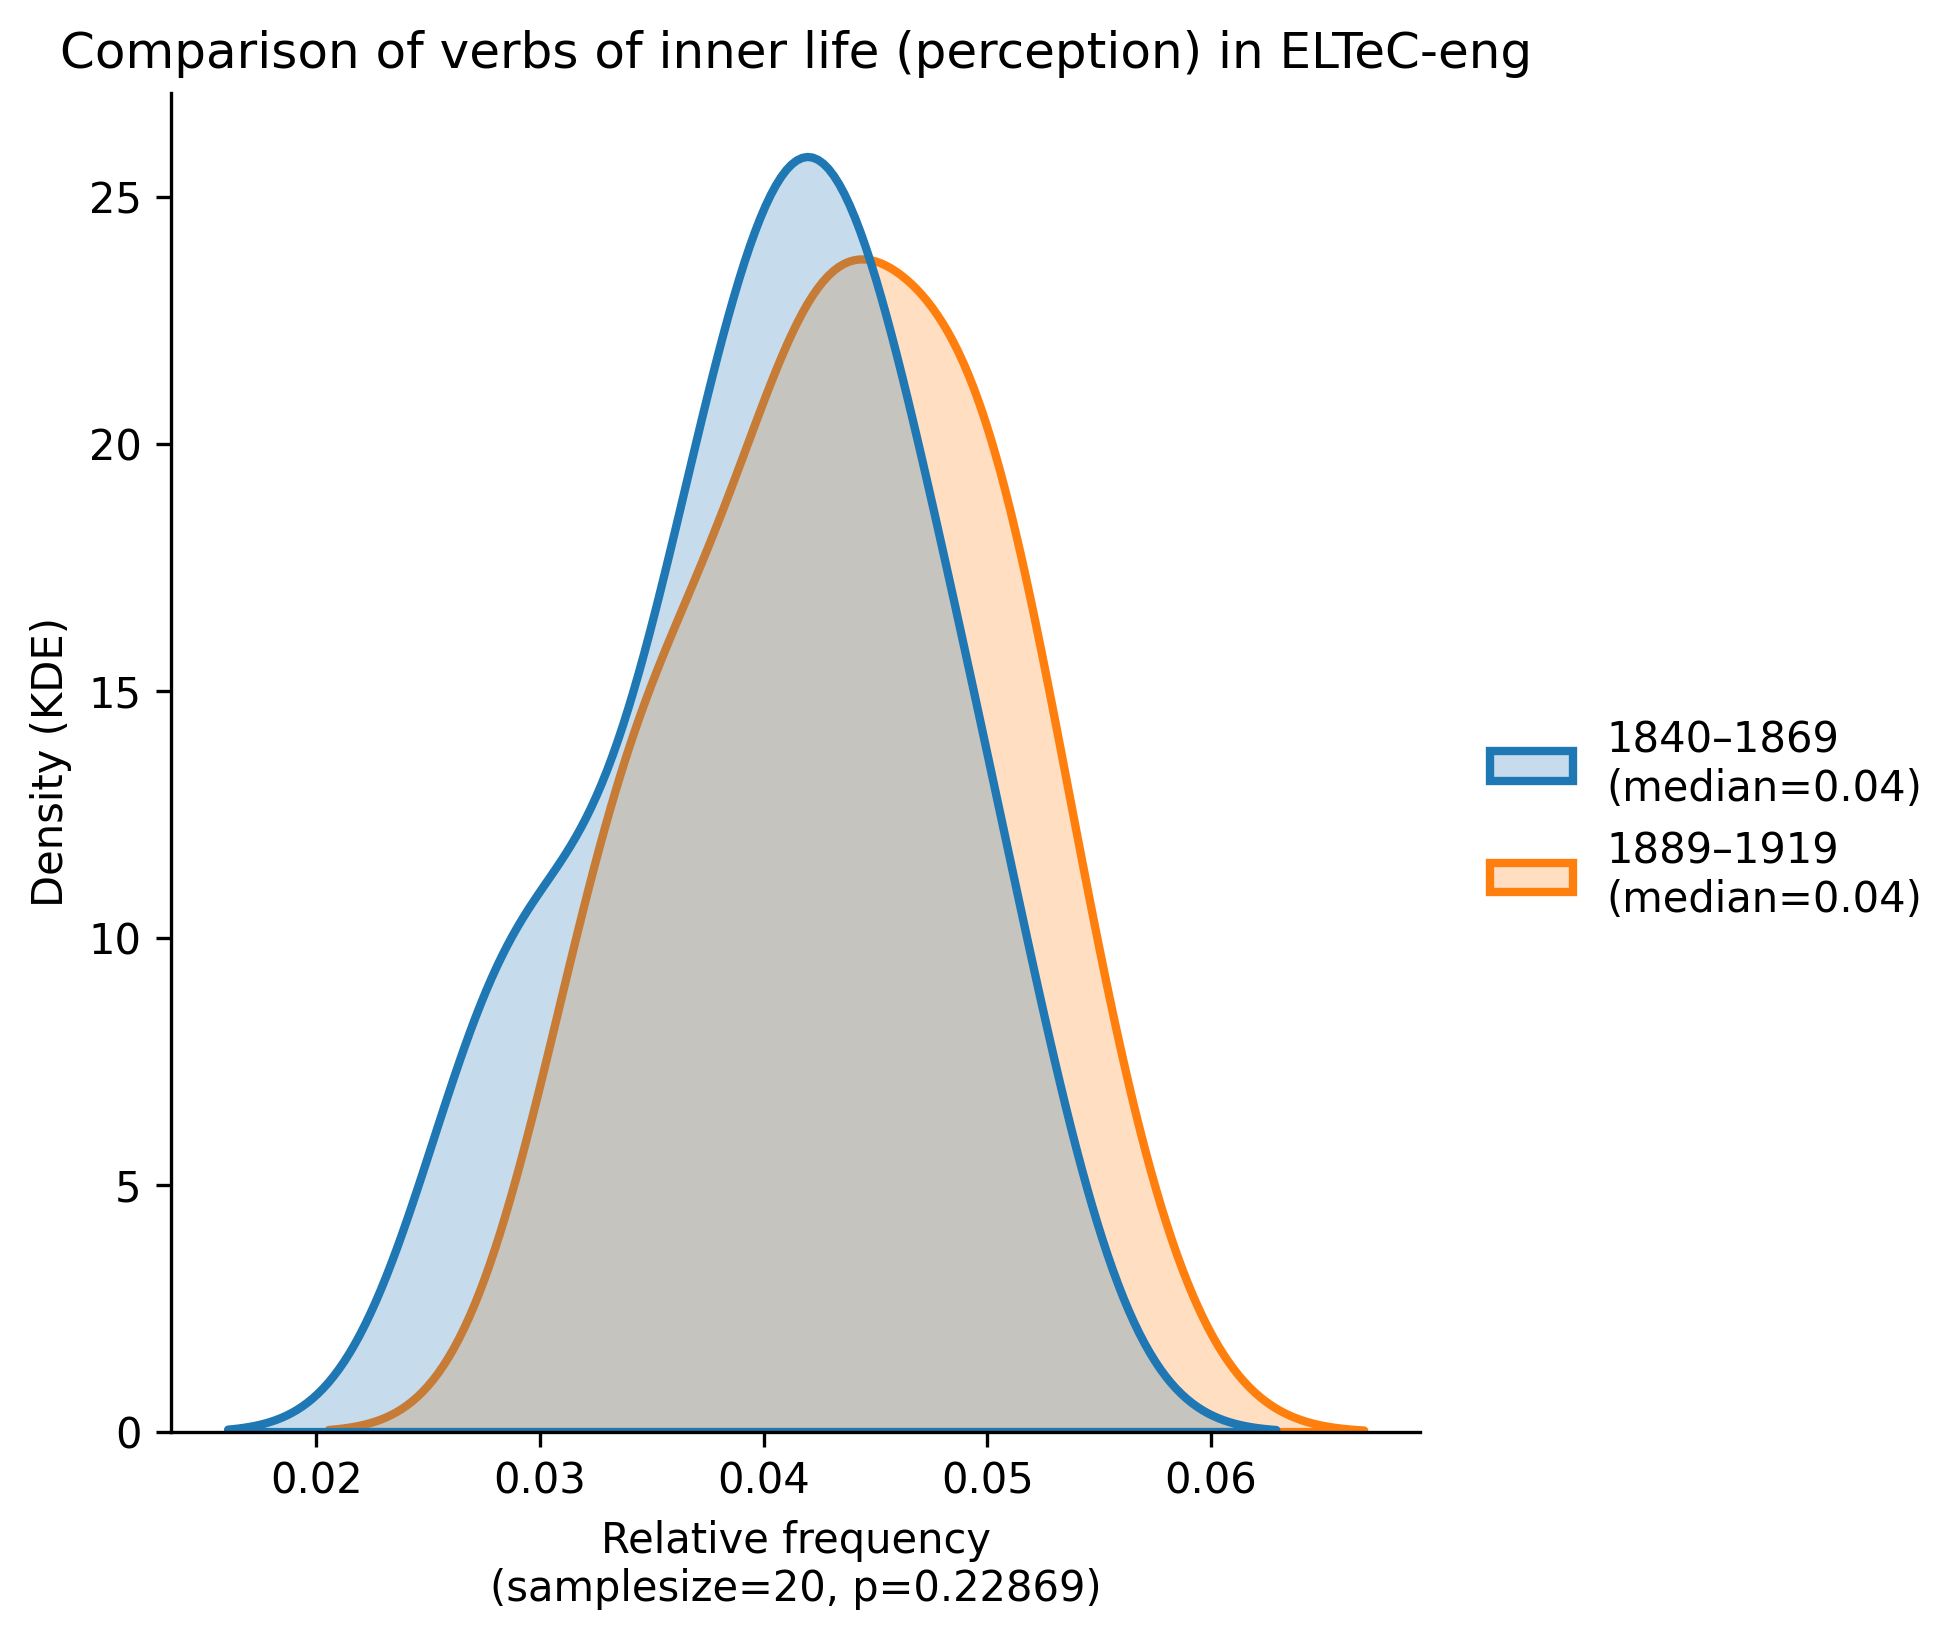 Comparison of verbs of inner life (perception) in ELTeC-eng
Density (KDE)
25
20
15
10
5
0
0.02
0.03
0.04
0.05
0.06
Relative frequency
(samplesize=20, p=0.22869)
1840–1869
(median=0.04)
1889–1919
(median=0.04)